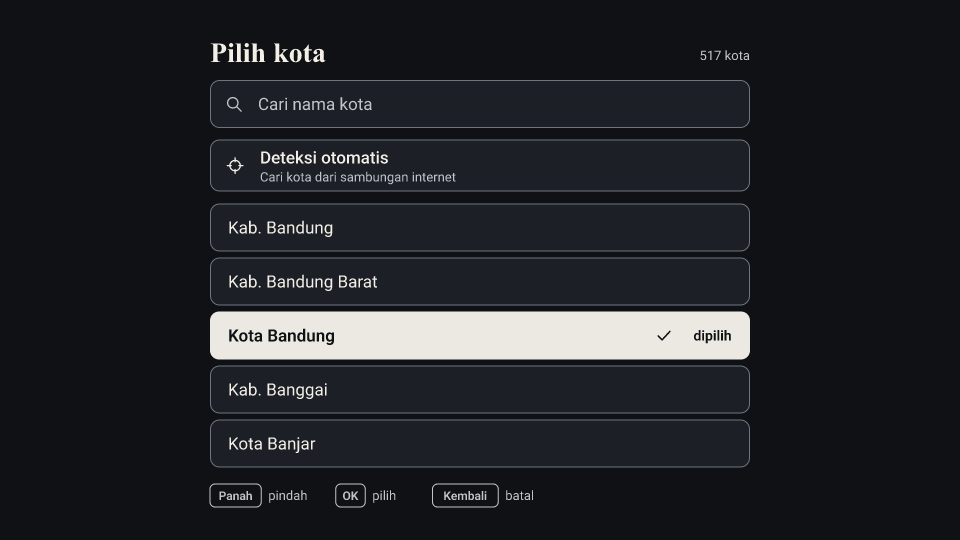 Pilih kota
517 kota
Cari nama kota
Deteksi otomatis
Cari kota dari sambungan internet
Kab. Bandung
Kab. Bandung Barat
Kota Bandung dipilih
Kab. Banggai
Kota Banjar
Panah pindah OK pilih Kembali batal